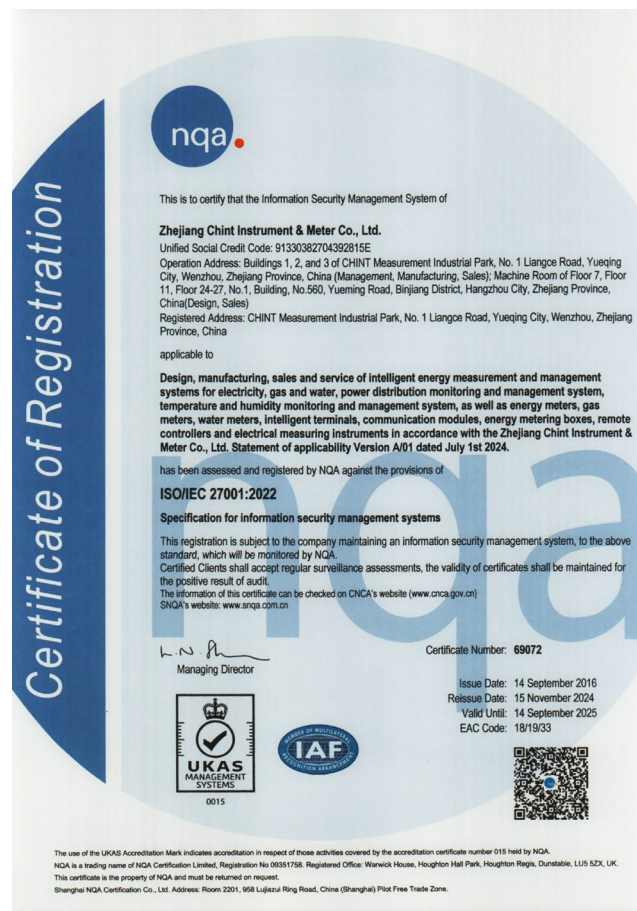 Certificate of Registration
nqa.
This is to certify that the Information Security Management System of
Zhejiang Chint Instrument & Meter Co., Ltd.
Unified Social Credit Code: 91330382704392815E
Operation Address: Buildings 1, 2, and 3 of CHINT Measurement Industrial Park, No. 1 Liangce Road, Yueqing
City, Wenzhou, Zhejiang Province, China (Management, Manufacturing, Sales); Machine Room of Floor 7, Floor
11, Floor 24-27, No.1, Building, No.560, Yueming Road, Binjiang District, Hangzhou City, Zhejiang Province,
China(Design, Sales)
Registered Address: CHINT Measurement Industrial Park, No. 1 Liangce Road, Yueqing City, Wenzhou, Zhejiang
Province, China
applicable to
Design, manufacturing, sales and service of intelligent energy measurement and management
systems for electricity, gas and water, power distribution monitoring and management system,
temperature and humidity monitoring and management system, as well as energy meters, gas
meters, water meters, intelligent terminals, communication modules, energy metering boxes, remote
controllers and electrical measuring instruments in accordance with the Zhejiang Chint Instrument &
Meter Co., Ltd. Statement of applicability Version A/01 dated July 1st 2024.
has been assessed and registered by NQA against the provisions of
ISO/IEC 27001:2022
Specification for information security management systems
This registration is subject to the company maintaining an information security management system, to the above
standard, which will be monitored by NQA.
Certified Clients shall accept regular surveillance assessments, the validity of certificates shall be maintained for
the positive result of audit.
The information of this certificate can be checked on CNCA's website (www.cnca.gov.cn)
SNQA's website: www.snqa.com.cn
nqa
Managing Director
Certificate Number: 69072
Issue Date: 14 September 2016
Reissue Date: 15 November 2024
Valid Until: 14 September 2025
EAC Code: 18/19/33
UKAS
MANAGEMENT
SYSTEMS
0015
MEMBER OF MULTILATERAL
IAF
RECOGNITION ARRANGEMENT
The use of the UKAS Accreditation Mark indicates accreditation in respect of those activities covered by the accreditation certificate number 015 held by NQA.
NQA is a trading name of NQA Certification Limited, Registration No 09351758. Registered Office: Warwick House, Houghton Hall Park, Houghton Regis, Dunstable, LU5 5ZX, UK.
This certificate is the property of NQA and must be returned on request.
Shanghai NQA Certification Co., Ltd. Address: Room 2201, 958 Lujiazui Ring Road, China (Shanghai) Pilot Free Trade Zone.